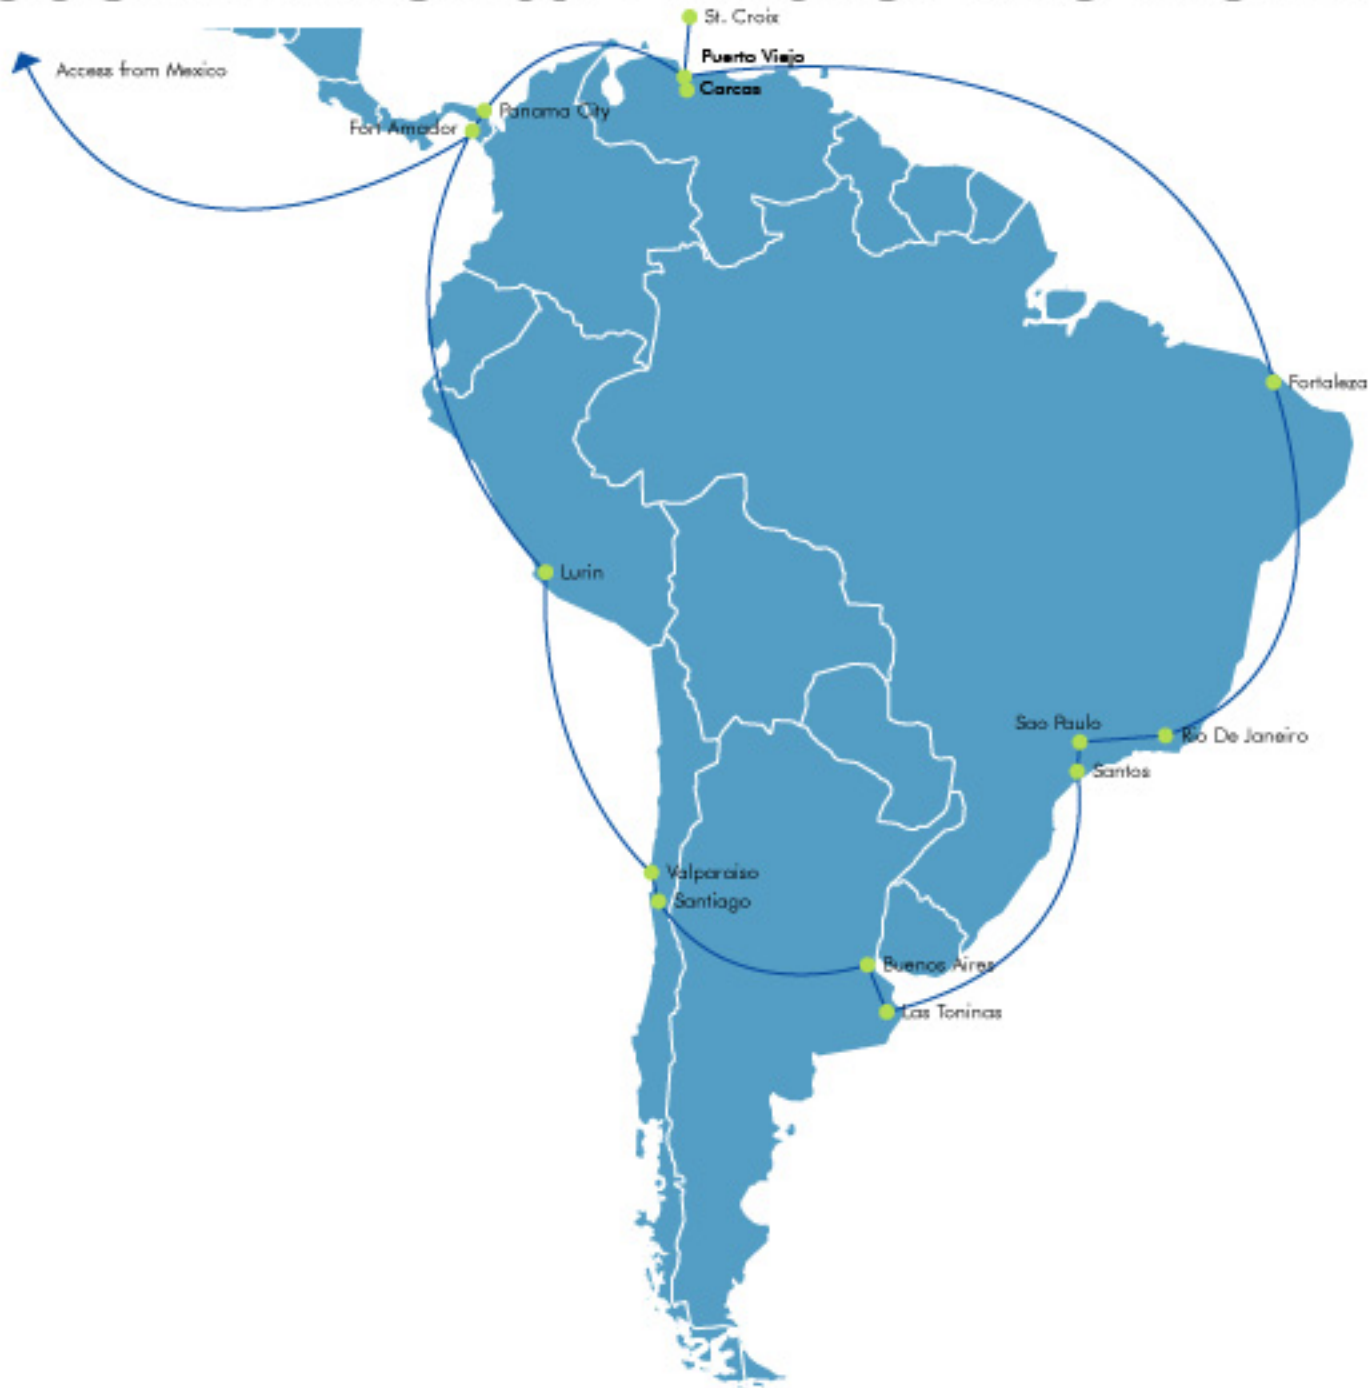 St. Croix
Puerto Viejo
Access from Mexico
Carcas
Panama City
Fort Amador
Fortaleza
Lurin
Sao Paulo
Rio De Janeiro
Santos
Valparaiso
Santiago
Buenos Aires
Las Toninas